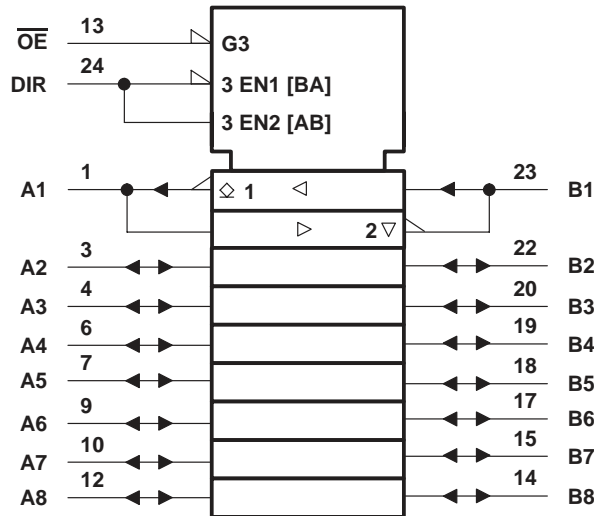 OE 13 G3
DIR 24 3 EN1 [BA]
3 EN2 [AB]
A1 1 1 23 B1
2
A2 3 22 B2
A3 4 20 B3
A4 6 19 B4
A5 7 18 B5
A6 9 17 B6
A7 10 15 B7
A8 12 14 B8